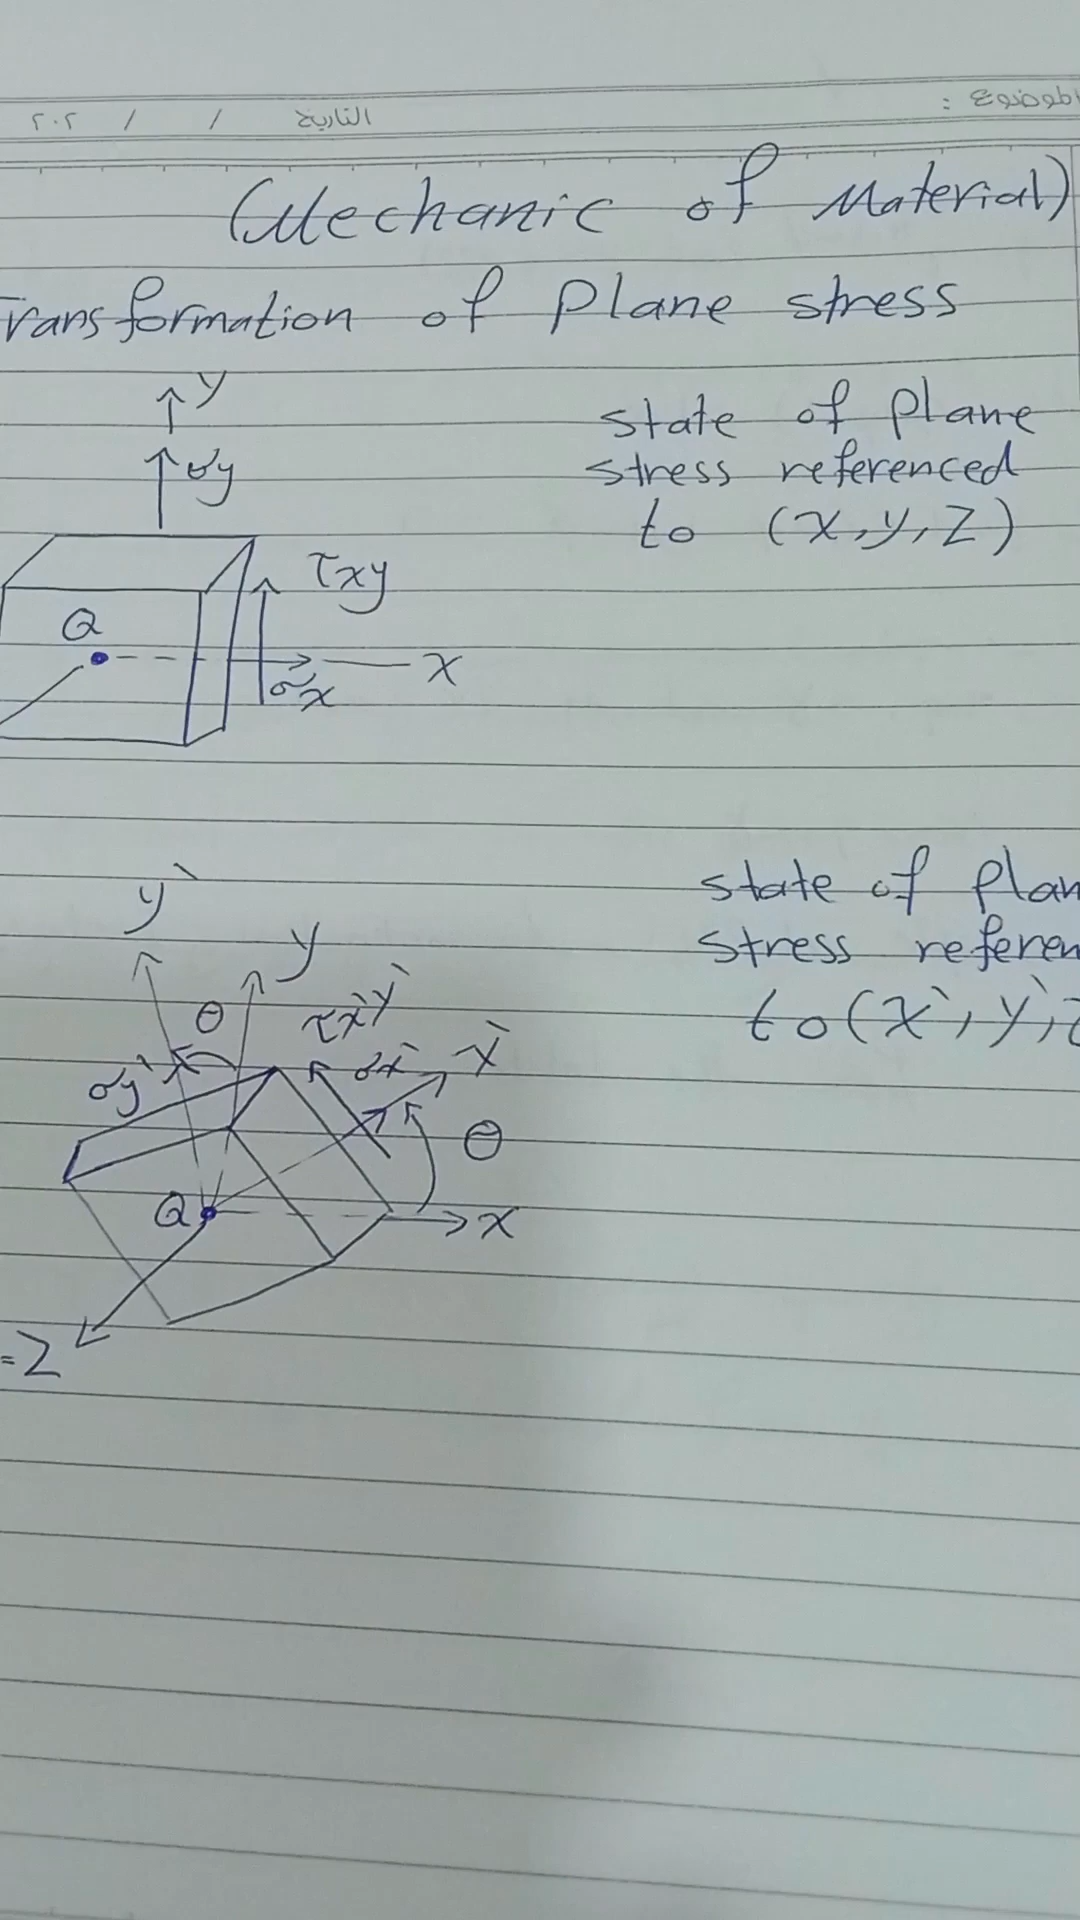 الموضوع :
التاريخ / / ٢٠٢
(Mechanic of Material)
Transformation of Plane stress
y
σy
state of plane
stress referenced
to (x, y, z)
τxy
Q
x
σx
y`
y
state of plan
stress referen
to (x`, y`, z
θ
τx`y`
σx`
x`
σy`
θ
Q
x
=Z